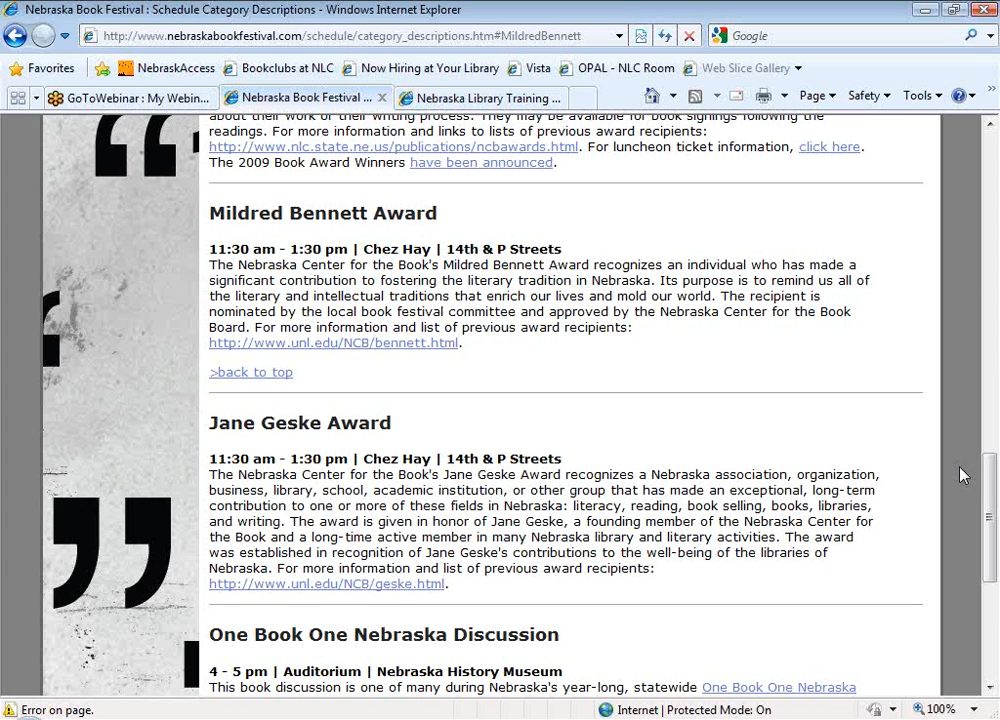 Nebraska Book Festival : Schedule Category Descriptions - Windows Internet Explorer
http://www.nebraskabookfestival.com/schedule/category_descriptions.htm#MildredBennett
Google
Favorites NebraskAccess Bookclubs at NLC Now Hiring at Your Library Vista OPAL - NLC Room Web Slice Gallery
GoToWebinar : My Webin... Nebraska Book Festival ... Nebraska Library Training ... Page Safety Tools
about their work or their writing process. They may be available for book signings following the
readings. For more information and links to lists of previous award recipients:
http://www.nlc.state.ne.us/publications/ncbawards.html. For luncheon ticket information, click here.
The 2009 Book Award Winners have been announced.
Mildred Bennett Award
11:30 am - 1:30 pm | Chez Hay | 14th & P Streets
The Nebraska Center for the Book's Mildred Bennett Award recognizes an individual who has made a
significant contribution to fostering the literary tradition in Nebraska. Its purpose is to remind us all of
the literary and intellectual traditions that enrich our lives and mold our world. The recipient is
nominated by the local book festival committee and approved by the Nebraska Center for the Book
Board. For more information and list of previous award recipients:
http://www.unl.edu/NCB/bennett.html.
>back to top
Jane Geske Award
11:30 am - 1:30 pm | Chez Hay | 14th & P Streets
The Nebraska Center for the Book's Jane Geske Award recognizes a Nebraska association, organization,
business, library, school, academic institution, or other group that has made an exceptional, long-term
contribution to one or more of these fields in Nebraska: literacy, reading, book selling, books, libraries,
and writing. The award is given in honor of Jane Geske, a founding member of the Nebraska Center for
the Book and a long-time active member in many Nebraska library and literary activities. The award
was established in recognition of Jane Geske's contributions to the well-being of the libraries of
Nebraska. For more information and list of previous award recipients:
http://www.unl.edu/NCB/geske.html.
One Book One Nebraska Discussion
4 - 5 pm | Auditorium | Nebraska History Museum
This book discussion is one of many during Nebraska's year-long, statewide One Book One Nebraska
Error on page. Internet | Protected Mode: On 100%